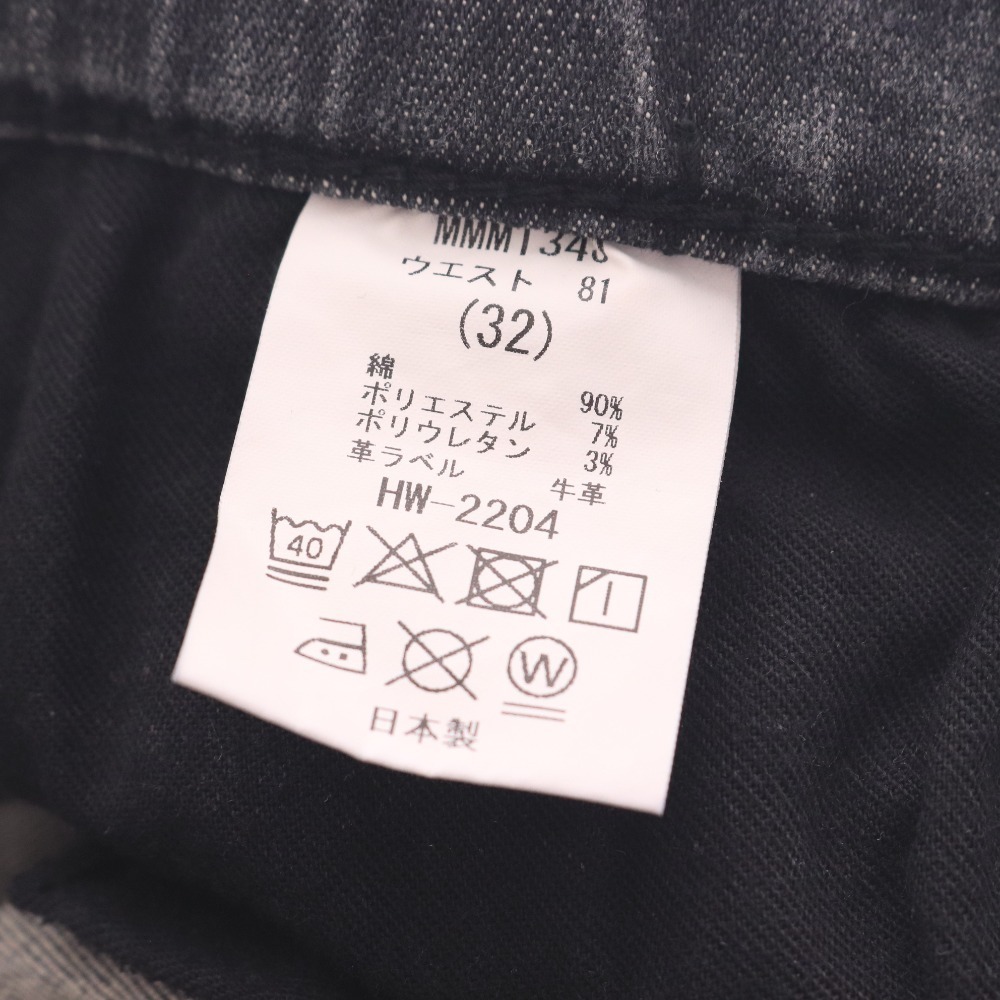 MMM134S
ウエスト 81
(32)
綿 90%
ポリエステル 7%
ポリウレタン 3%
革ラベル 牛革
HW-2204
40
W
日本製